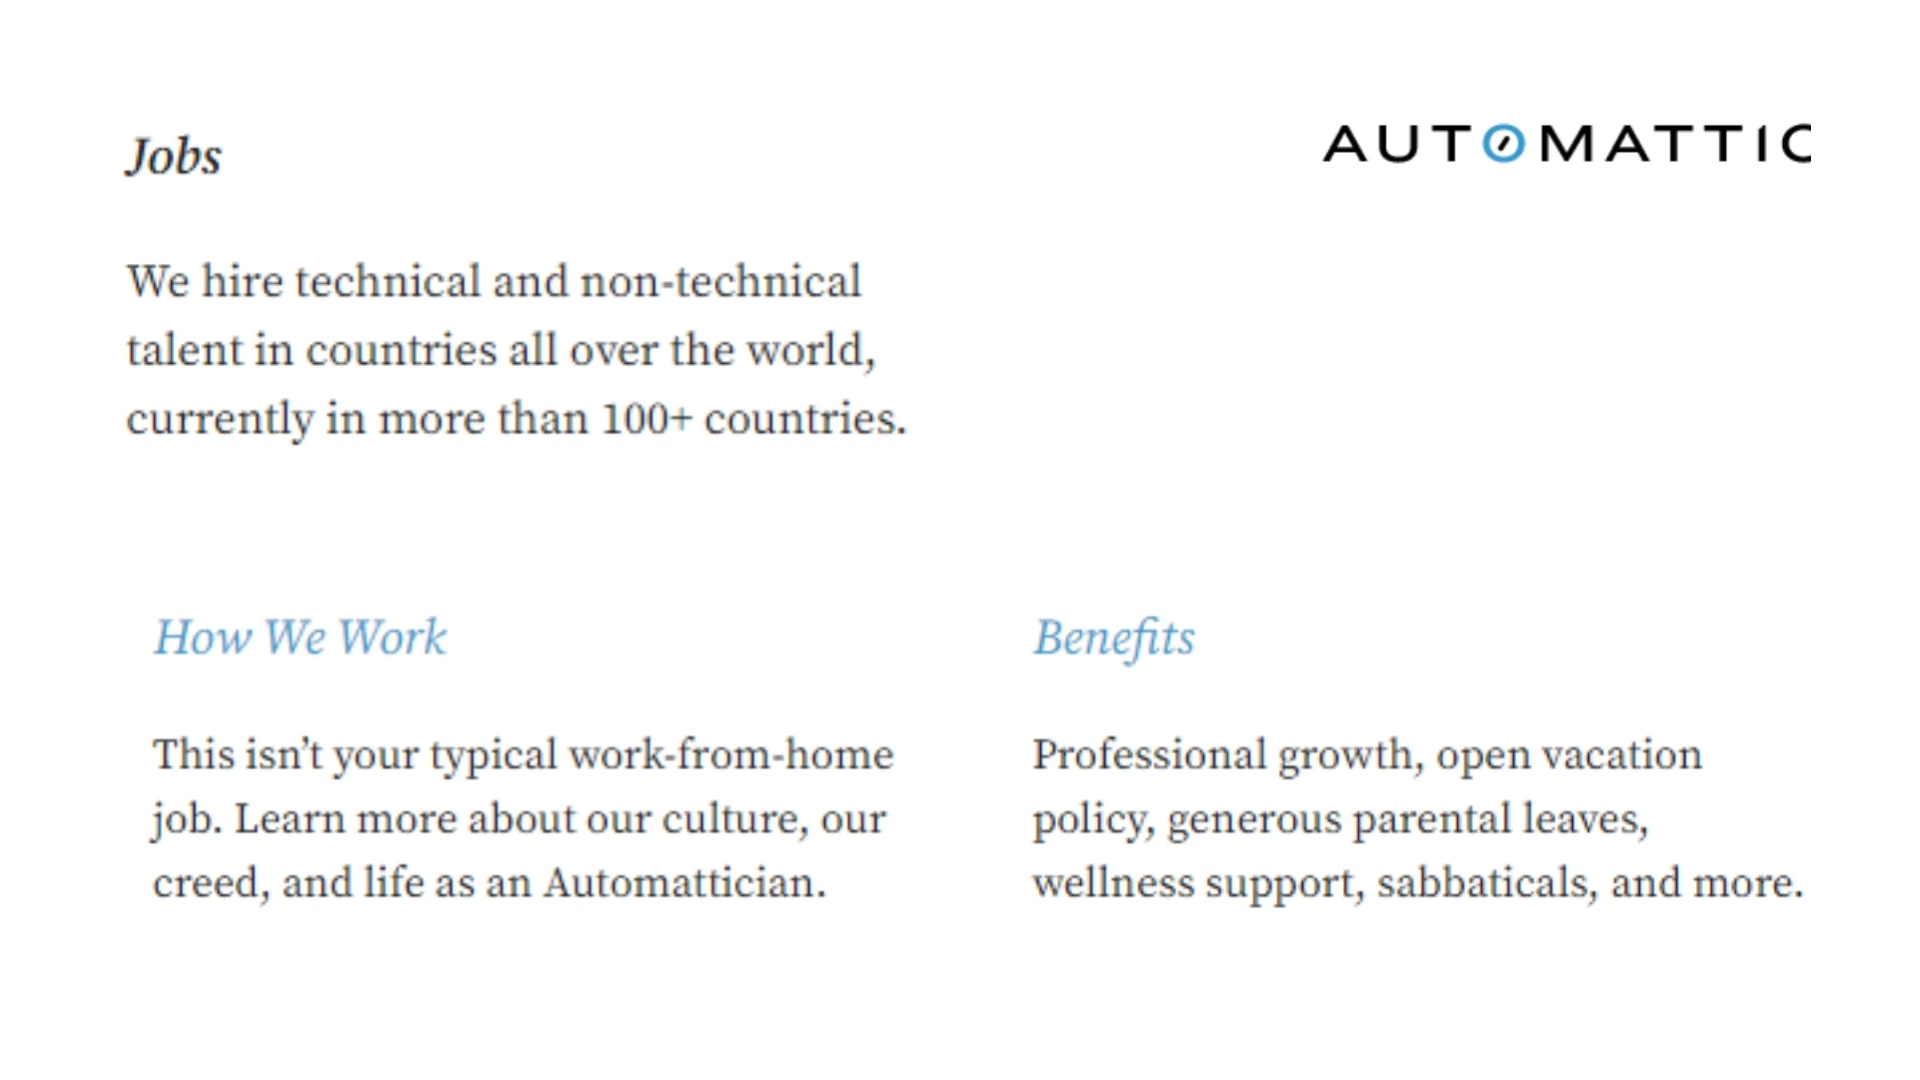 Jobs
AUTOMATTIC
We hire technical and non-technical
talent in countries all over the world,
currently in more than 100+ countries.
How We Work
This isn’t your typical work-from-home
job. Learn more about our culture, our
creed, and life as an Automattician.
Benefits
Professional growth, open vacation
policy, generous parental leaves,
wellness support, sabbaticals, and more.